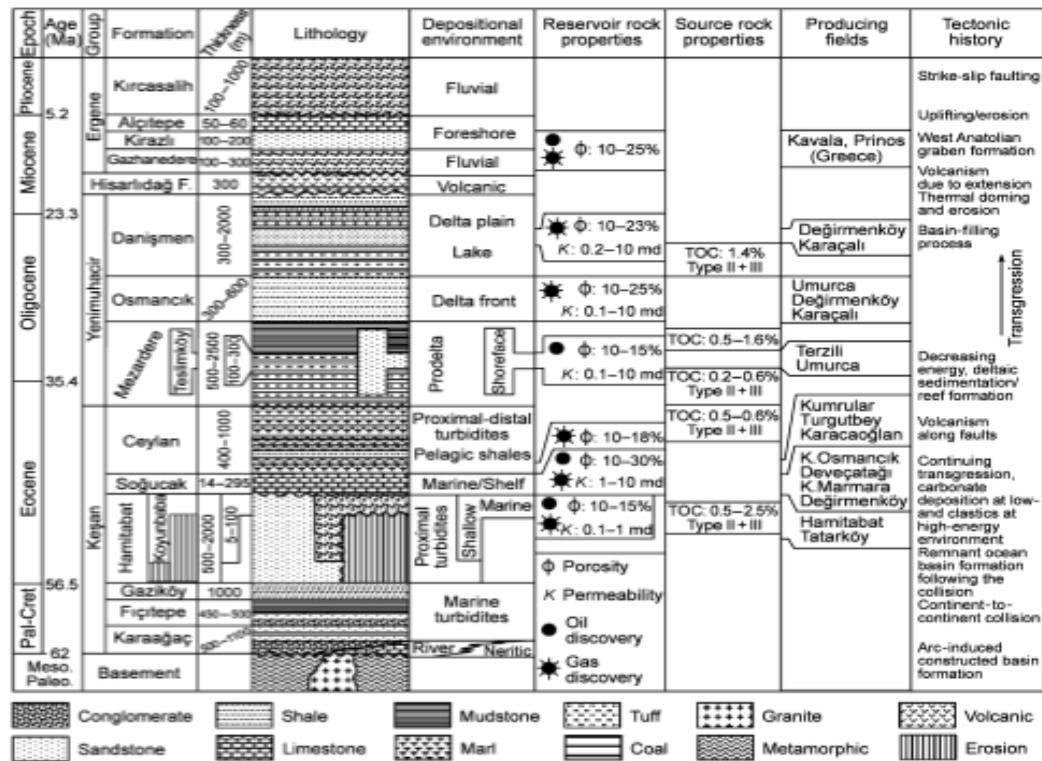 Epoch
Age (Ma)
Group
Formation
Thickness (m)
Lithology
Depositional environment
Reservoir rock properties
Source rock properties
Producing fields
Tectonic history
Pliocene
Miocene
Oligocene
Eocene
Pal-Cret
Meso.
Paleo.
5.2
23.3
35.4
56.5
62
Ergene
Yenimuhacir
Keşan
Kırcasalih
Alçıtepe
Kirazlı
Gazhanedere
Hisarlıdağ F.
Danişmen
Osmancık
Mezardere
Teslimköy
Ceylan
Soğucak
Hamitabat
Koyunbaba
Gaziköy
Fıçıtepe
Karaağaç
Basement
100–1000
50–60
100–200
100–300
300
300–2000
300–600
500–2500
100–300
400–1000
14–295
500–2000
5–100
1000
Fluvial
Foreshore
Fluvial
Volcanic
Delta plain
Lake
Delta front
Prodelta
Shoreface
Proximal-distal
turbidites
Pelagic shales
Marine/Shelf
Proximal
turbidites
Shallow
Marine
Marine
turbidites
River
Neritic
ϕ: 10–25%
ϕ: 10–23%
K: 0.2–10 md
ϕ: 10–25%
K: 0.1–10 md
ϕ: 10–15%
K: 0.1–10 md
ϕ: 10–18%
ϕ: 10–30%
K: 1–10 md
ϕ: 10–15%
K: 0.1–1 md
ϕ Porosity
K Permeability
Oil
discovery
Gas
discovery
TOC: 1.4%
Type II + III
TOC: 0.5–1.6%
TOC: 0.2–0.6%
Type II + III
TOC: 0.5–0.6%
Type II + III
TOC: 0.5–2.5%
Type II + III
Kavala, Prinos
(Greece)
Değirmenköy
Karaçalı
Umurca
Değirmenköy
Karaçalı
Terzili
Umurca
Kumrular
Turgutbey
Karacaoğlan
K.Osmancık
Deveçatağı
K.Marmara
Değirmenköy
Hamitabat
Tatarköy
Strike-slip faulting
Uplifting/erosion
West Anatolian
graben formation
Volcanism
due to extension
Thermal doming
and erosion
Basin-filling
process
Transgression
Decreasing
energy, deltaic
sedimentation/
reef formation
Volcanism
along faults
Continuing
transgression,
carbonate
deposition at low-
and clastics at
high-energy
environment
Remnant ocean
basin formation
following the
collision
Continent-to-
continent collision
Arc-induced
constructed basin
formation
Conglomerate
Shale
Mudstone
Tuff
Granite
Volcanic
Sandstone
Limestone
Marl
Coal
Metamorphic
Erosion